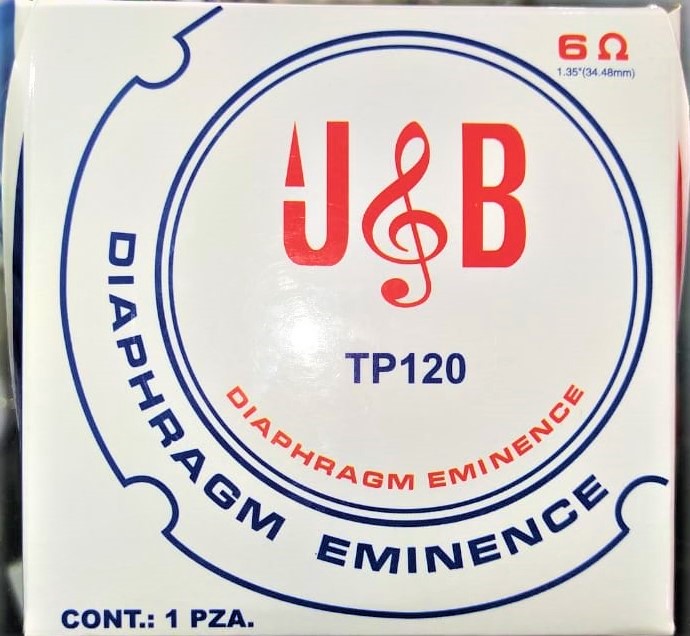 6 Ω
1.35"(34.48mm)
J B
TP120
DIAPHRAGM EMINENCE
DIAPHRAGM EMINENCE
CONT.: 1 PZA.